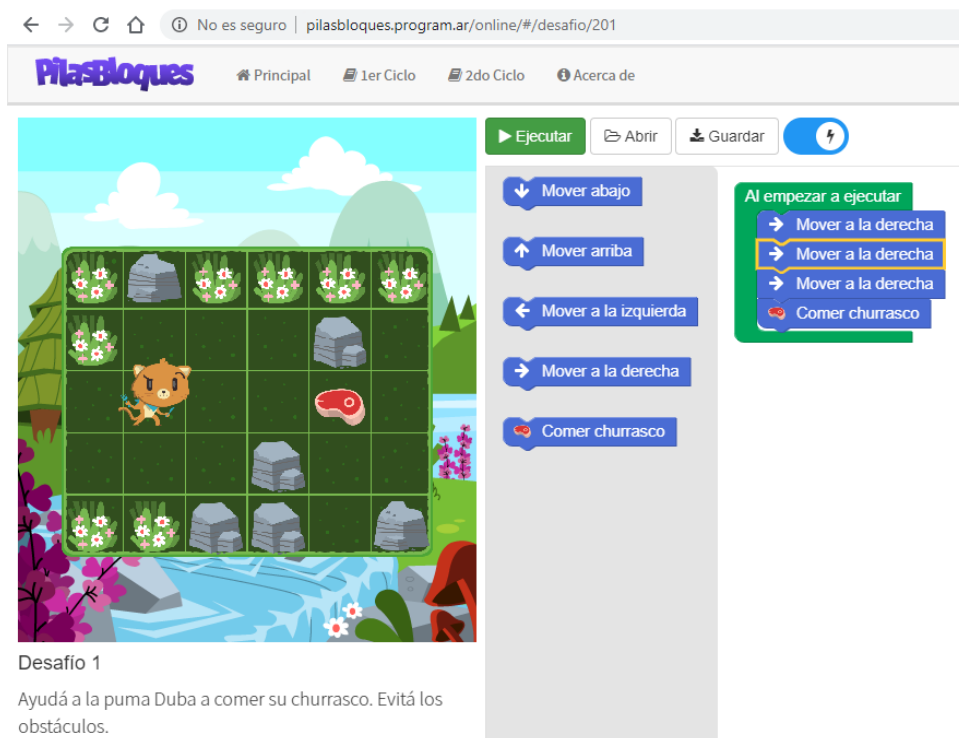 No es seguro | pilasbloques.program.ar/online/#/desafio/201
PilasBloques Principal 1er Ciclo 2do Ciclo Acerca de
Ejecutar Abrir Guardar
Mover abajo
Mover arriba
Mover a la izquierda
Mover a la derecha
Comer churrasco
Al empezar a ejecutar
Mover a la derecha
Mover a la derecha
Mover a la derecha
Comer churrasco
Desafío 1
Ayudá a la puma Duba a comer su churrasco. Evitá los
obstáculos.